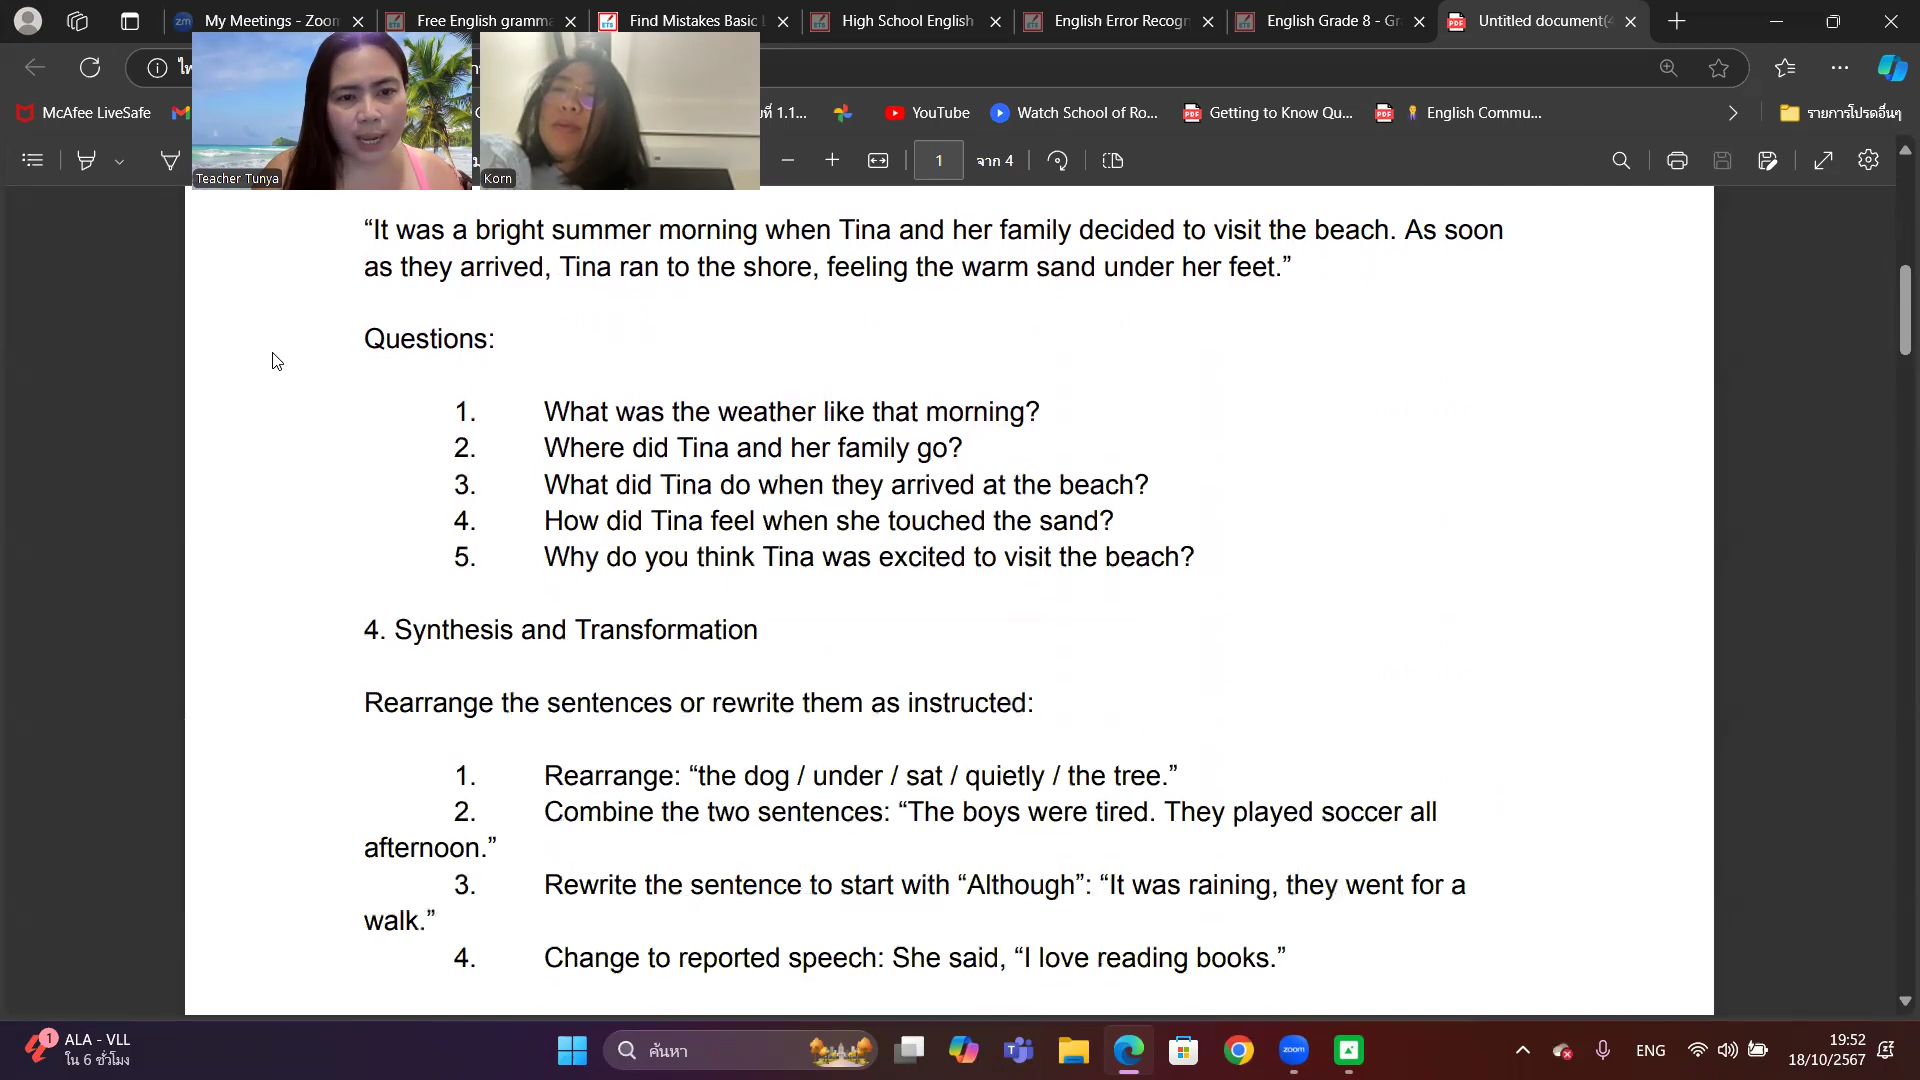 My Meetings - Zoom
Free English gramma
Find Mistakes Basic
High School English
English Error Recogn
English Grade 8 - Gr
Untitled document(4
McAfee LiveSafe
ที่ 1.1...
YouTube
Watch School of Ro...
Getting to Know Qu...
English Commu...
รายการโปรดอื่นๆ
Teacher Tunya
Korn
1
จาก 4
“It was a bright summer morning when Tina and her family decided to visit the beach. As soon
as they arrived, Tina ran to the shore, feeling the warm sand under her feet.”
Questions:
1. What was the weather like that morning?
2. Where did Tina and her family go?
3. What did Tina do when they arrived at the beach?
4. How did Tina feel when she touched the sand?
5. Why do you think Tina was excited to visit the beach?
4. Synthesis and Transformation
Rearrange the sentences or rewrite them as instructed:
1. Rearrange: “the dog / under / sat / quietly / the tree.”
2. Combine the two sentences: “The boys were tired. They played soccer all
afternoon.”
3. Rewrite the sentence to start with “Although”: “It was raining, they went for a
walk.”
4. Change to reported speech: She said, “I love reading books.”
1
ALA - VLL
ใน 6 ชั่วโมง
ค้นหา
zoom
ENG
19:52
18/10/2567